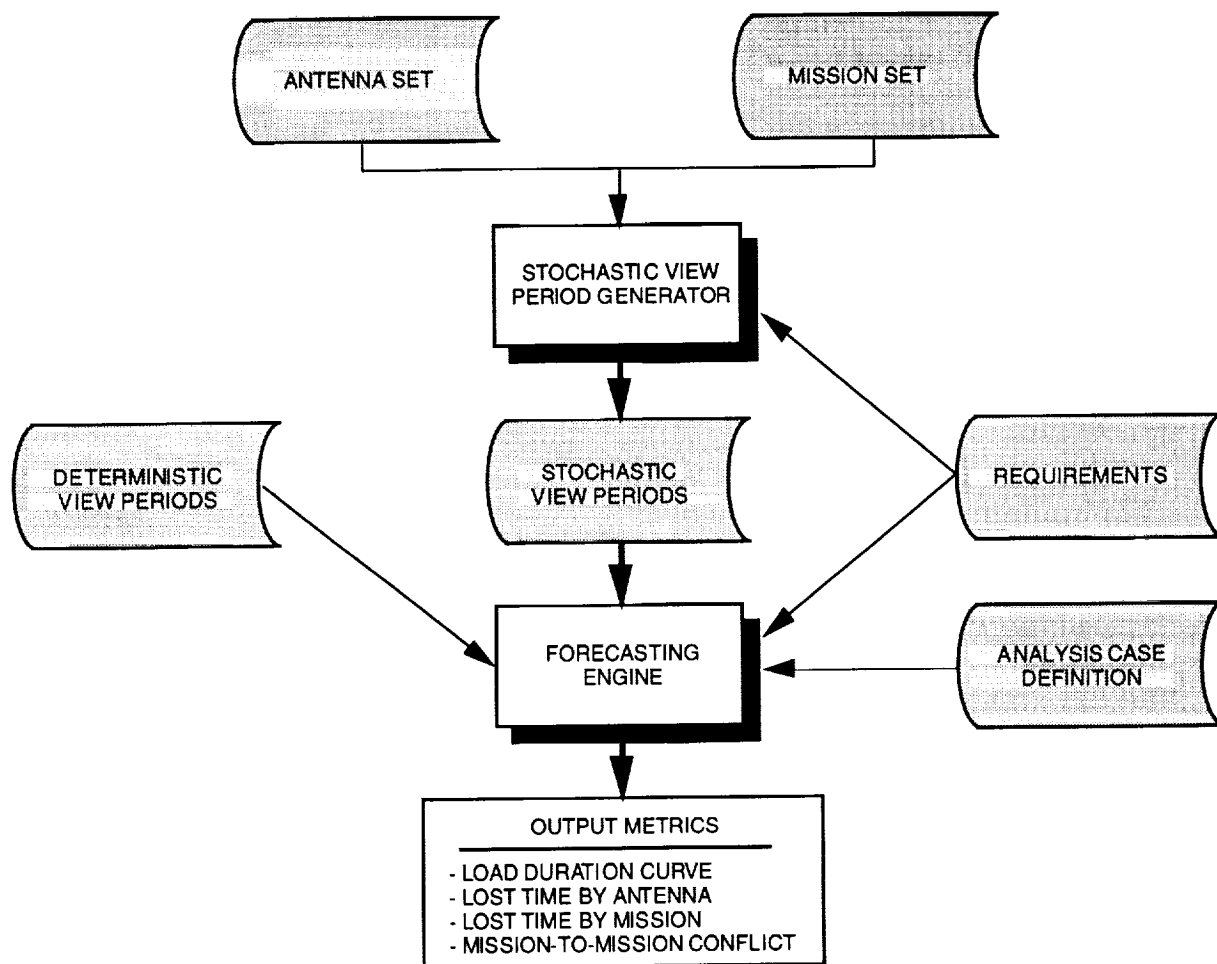 ANTENNA SET
MISSION SET
STOCHASTIC VIEW
PERIOD GENERATOR
DETERMINISTIC
VIEW PERIODS
STOCHASTIC
VIEW PERIODS
REQUIREMENTS
FORECASTING
ENGINE
ANALYSIS CASE
DEFINITION
OUTPUT METRICS
- LOAD DURATION CURVE
- LOST TIME BY ANTENNA
- LOST TIME BY MISSION
- MISSION-TO-MISSION CONFLICT